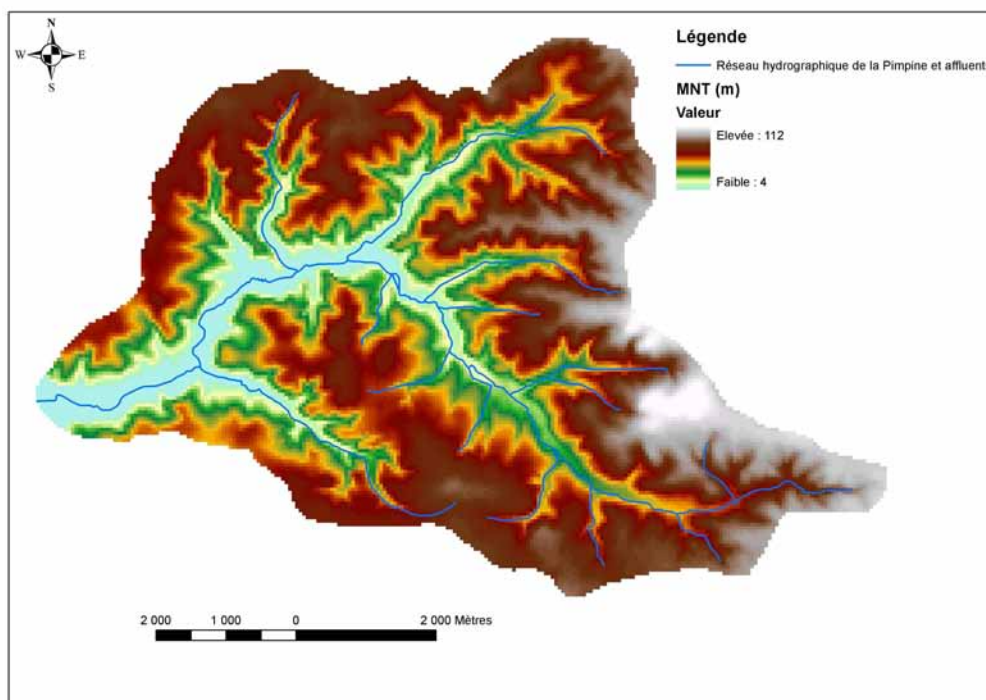 N
W E
S
Légende
Réseau hydrographique de la Pimpine et affluents
MNT (m)
Valeur
Elevée : 112
Faible : 4
2 000 1 000 0 2 000 Mètres